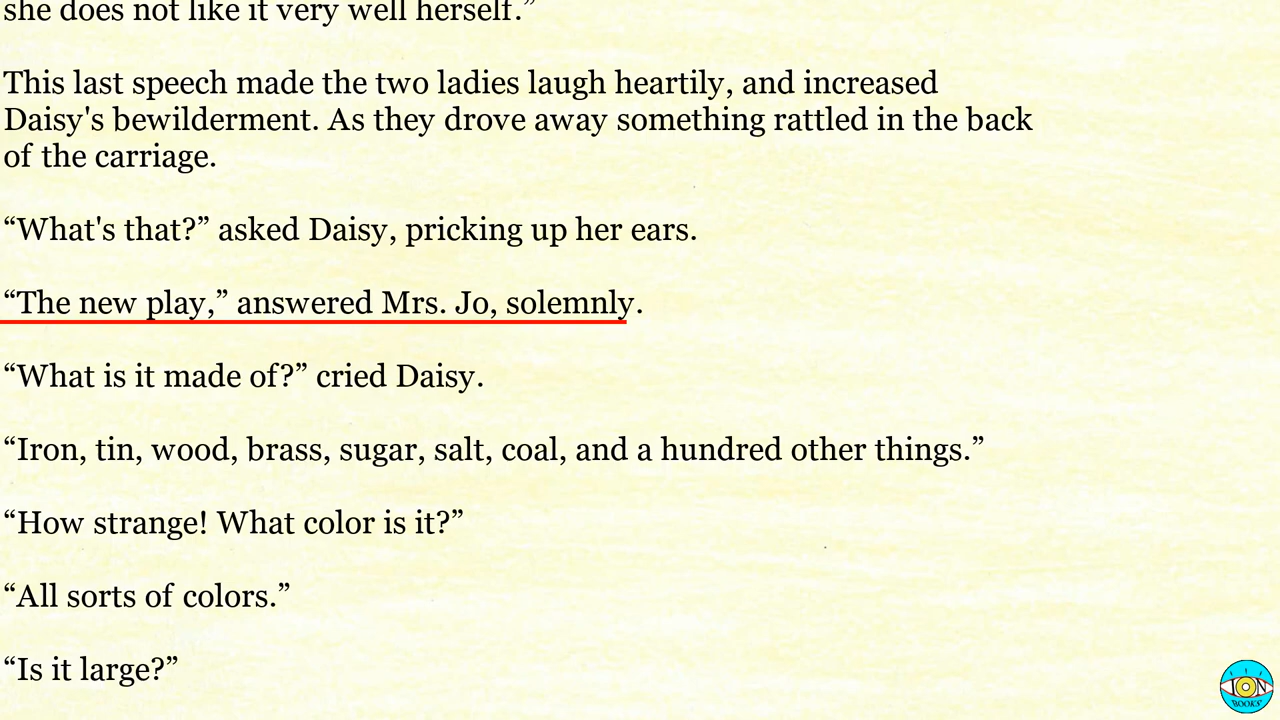 she does not like it very well herself.”
This last speech made the two ladies laugh heartily, and increased
Daisy's bewilderment. As they drove away something rattled in the back
of the carriage.
“What's that?” asked Daisy, pricking up her ears.
“The new play,” answered Mrs. Jo, solemnly.
“What is it made of?” cried Daisy.
“Iron, tin, wood, brass, sugar, salt, coal, and a hundred other things.”
“How strange! What color is it?”
“All sorts of colors.”
“Is it large?”
ION
BOOKS